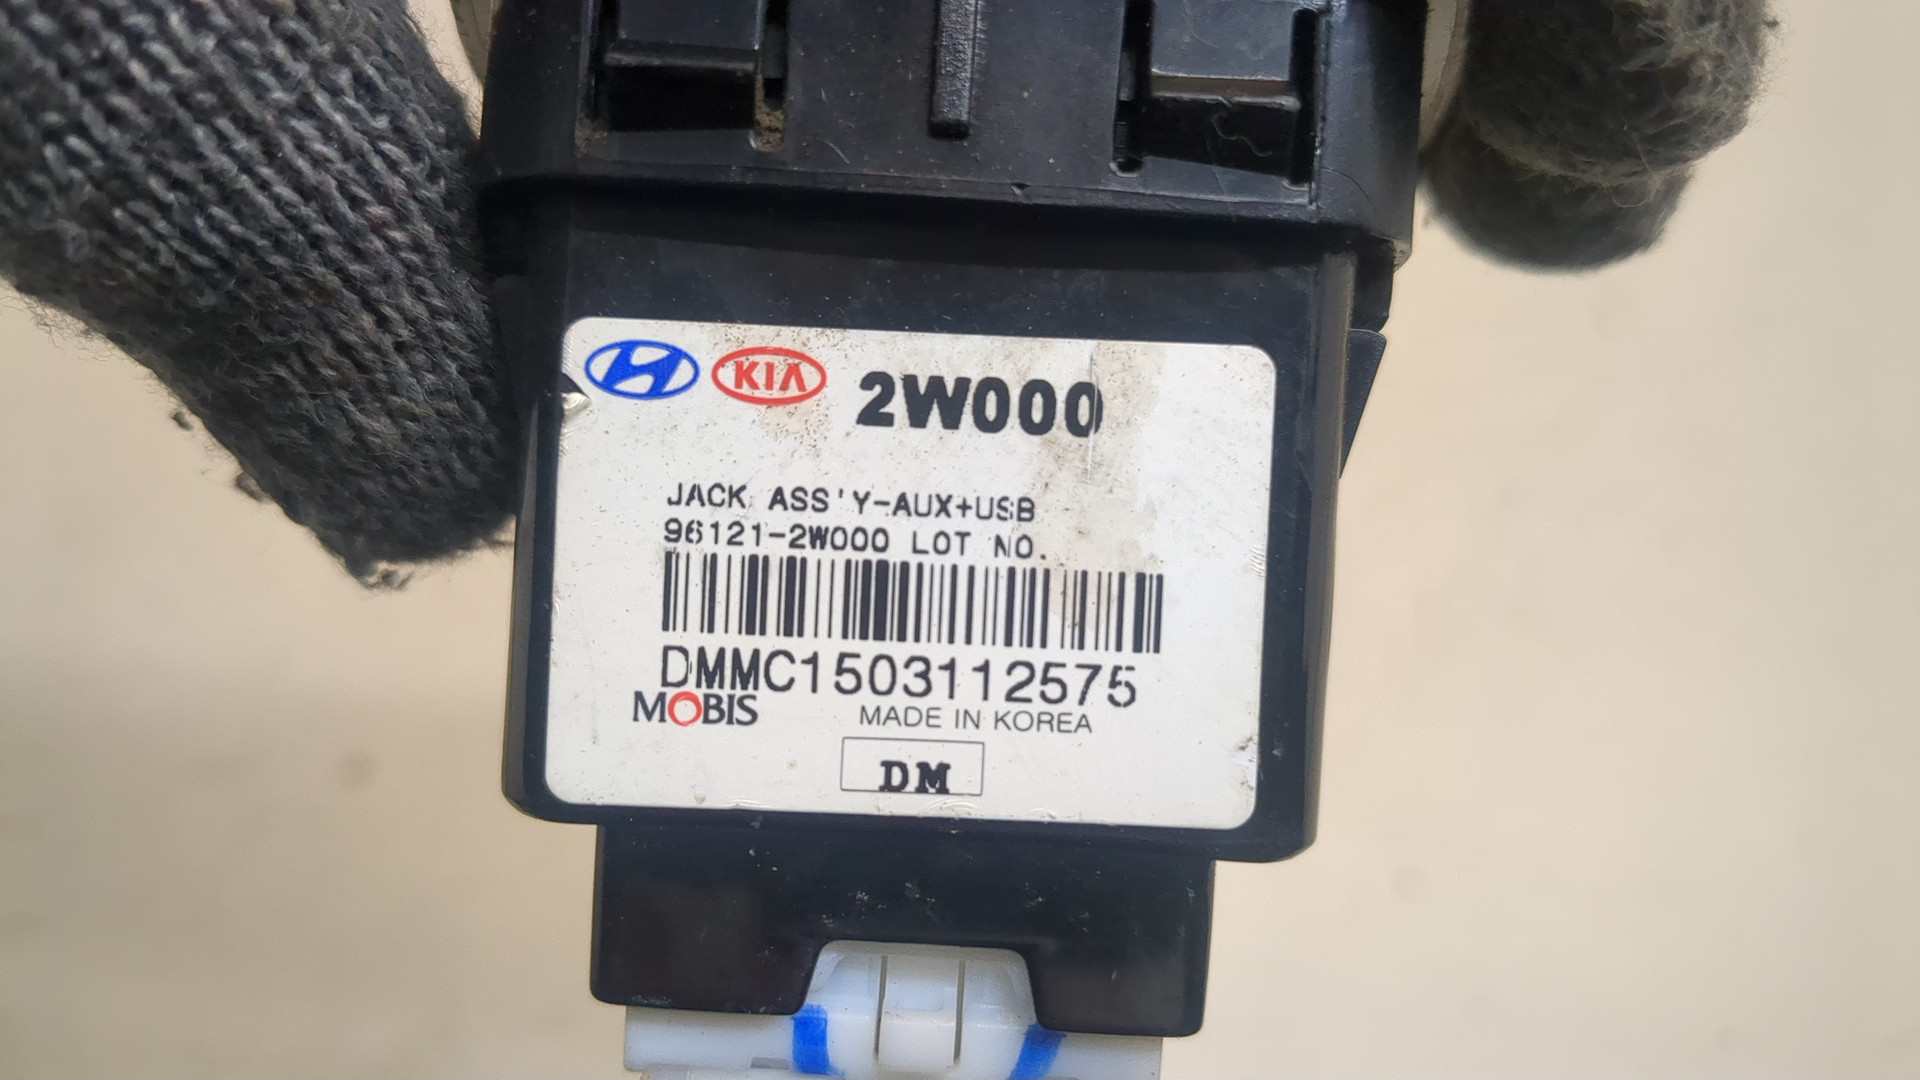 KIA 2W000
JACK ASS'Y-AUX+USB
96121-2W000 LOT NO.
DMMC1503112575
MOBIS MADE IN KOREA
DM